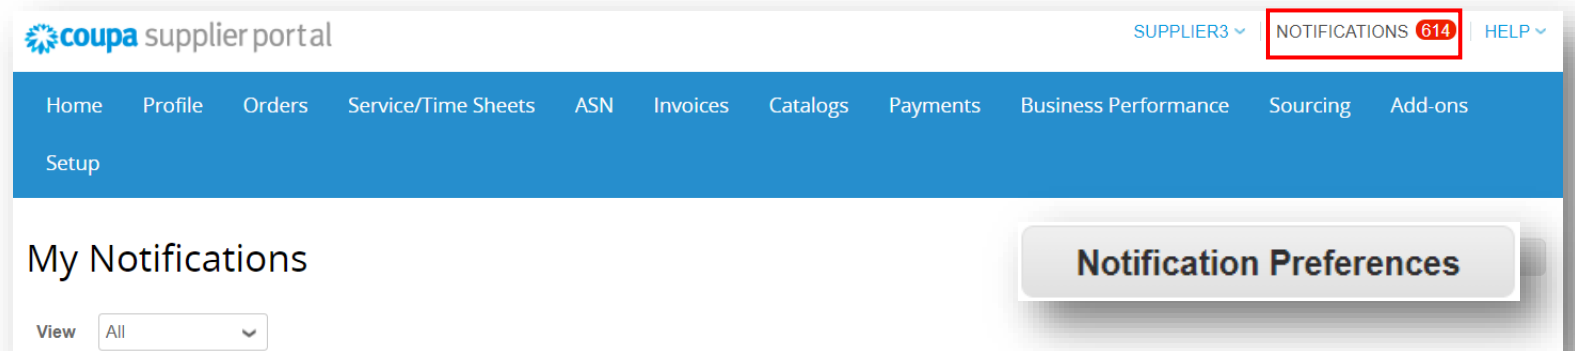 coupa supplier portal SUPPLIER3 NOTIFICATIONS 614 HELP
Home Profile Orders Service/Time Sheets ASN Invoices Catalogs Payments Business Performance Sourcing Add-ons
Setup
My Notifications Notification Preferences
View All